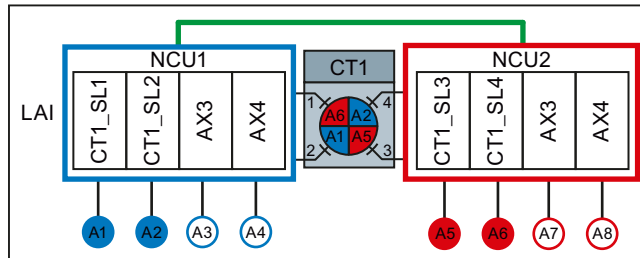 NCU1
CT1
NCU2
LAI
CT1_SL1
CT1_SL2
AX3
AX4
1
4
A6
A2
A1
A5
2
3
CT1_SL3
CT1_SL4
AX3
AX4
A1
A2
A3
A4
A5
A6
A7
A8